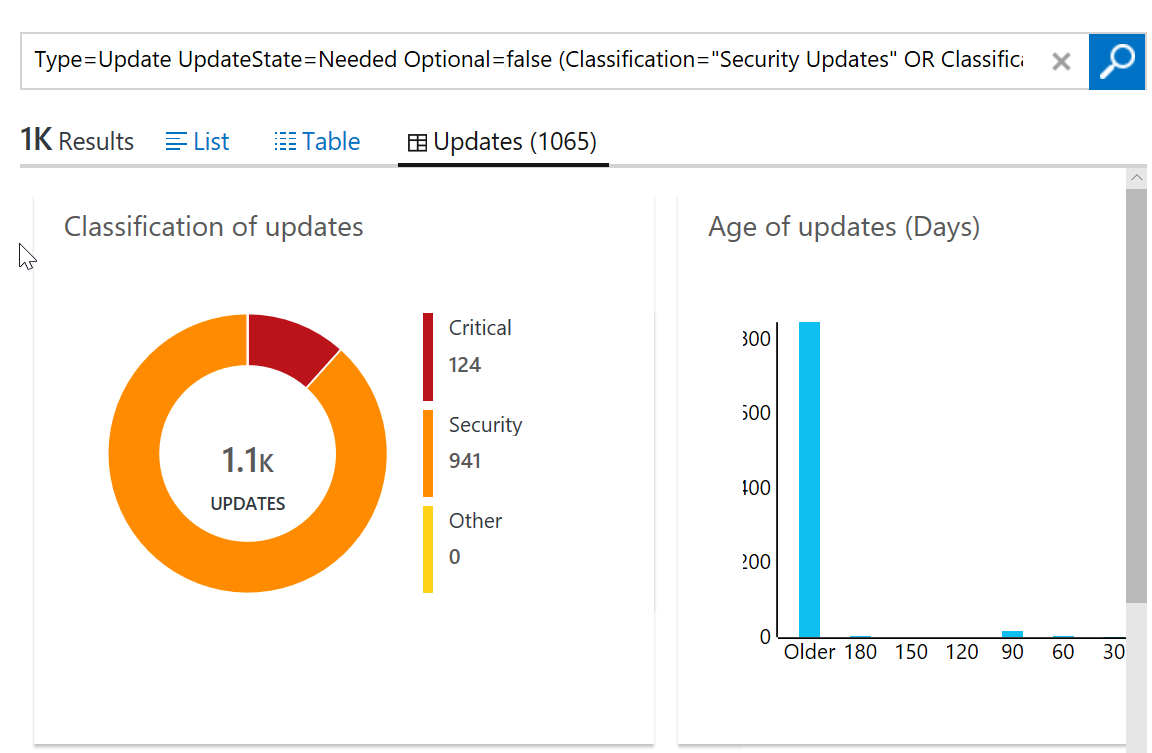 Type=Update UpdateState=Needed Optional=false (Classification="Security Updates" OR Classifica
1K Results List Table Updates (1065)
Classification of updates
1.1K
UPDATES
Critical
124
Security
941
Other
0
Age of updates (Days)
800
600
400
200
0
Older 180 150 120 90 60 30